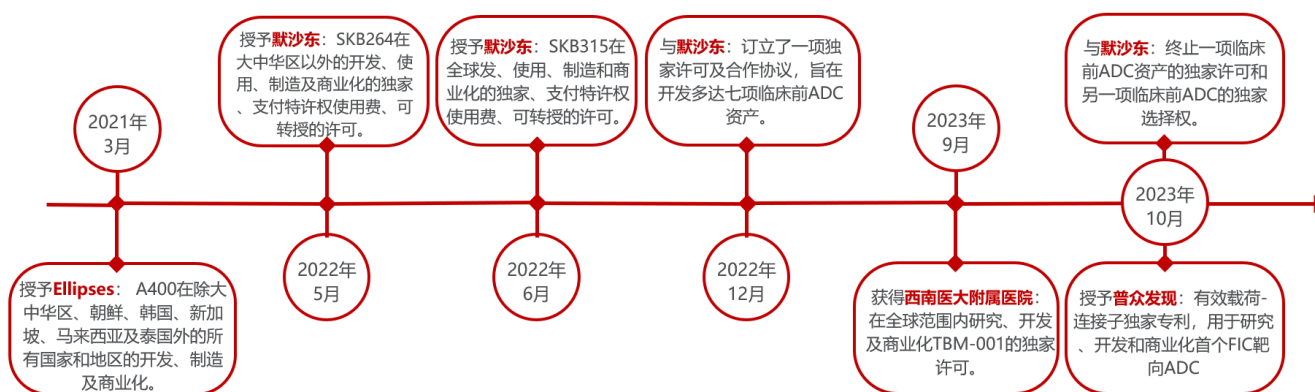 2021年
3月
授予Ellipses： A400在除大
中华区、朝鲜、韩国、新加
坡、马来西亚及泰国外的所
有国家和地区的开发、制造
及商业化。
授予默沙东：SKB264在
大中华区以外的开发、使
用、制造及商业化的独家
、支付特许权使用费、可
转授的许可。
2022年
5月
授予默沙东：SKB315在
全球发、使用、制造和商
业化的独家、支付特许权
使用费、可转授的许可。
2022年
6月
与默沙东：订立了一项独
家许可及合作协议，旨在
开发多达七项临床前ADC
资产。
2022年
12月
2023年
9月
获得西南医大附属医院：
在全球范围内研究、开发
及商业化TBM-001的独家
许可。
与默沙东：终止一项临床
前ADC资产的独家许可和
另一项临床前ADC的独家
选择权。
2023年
10月
授予普众发现：有效载荷-
连接子独家专利，用于研究
、开发和商业化首个FIC靶
向ADC